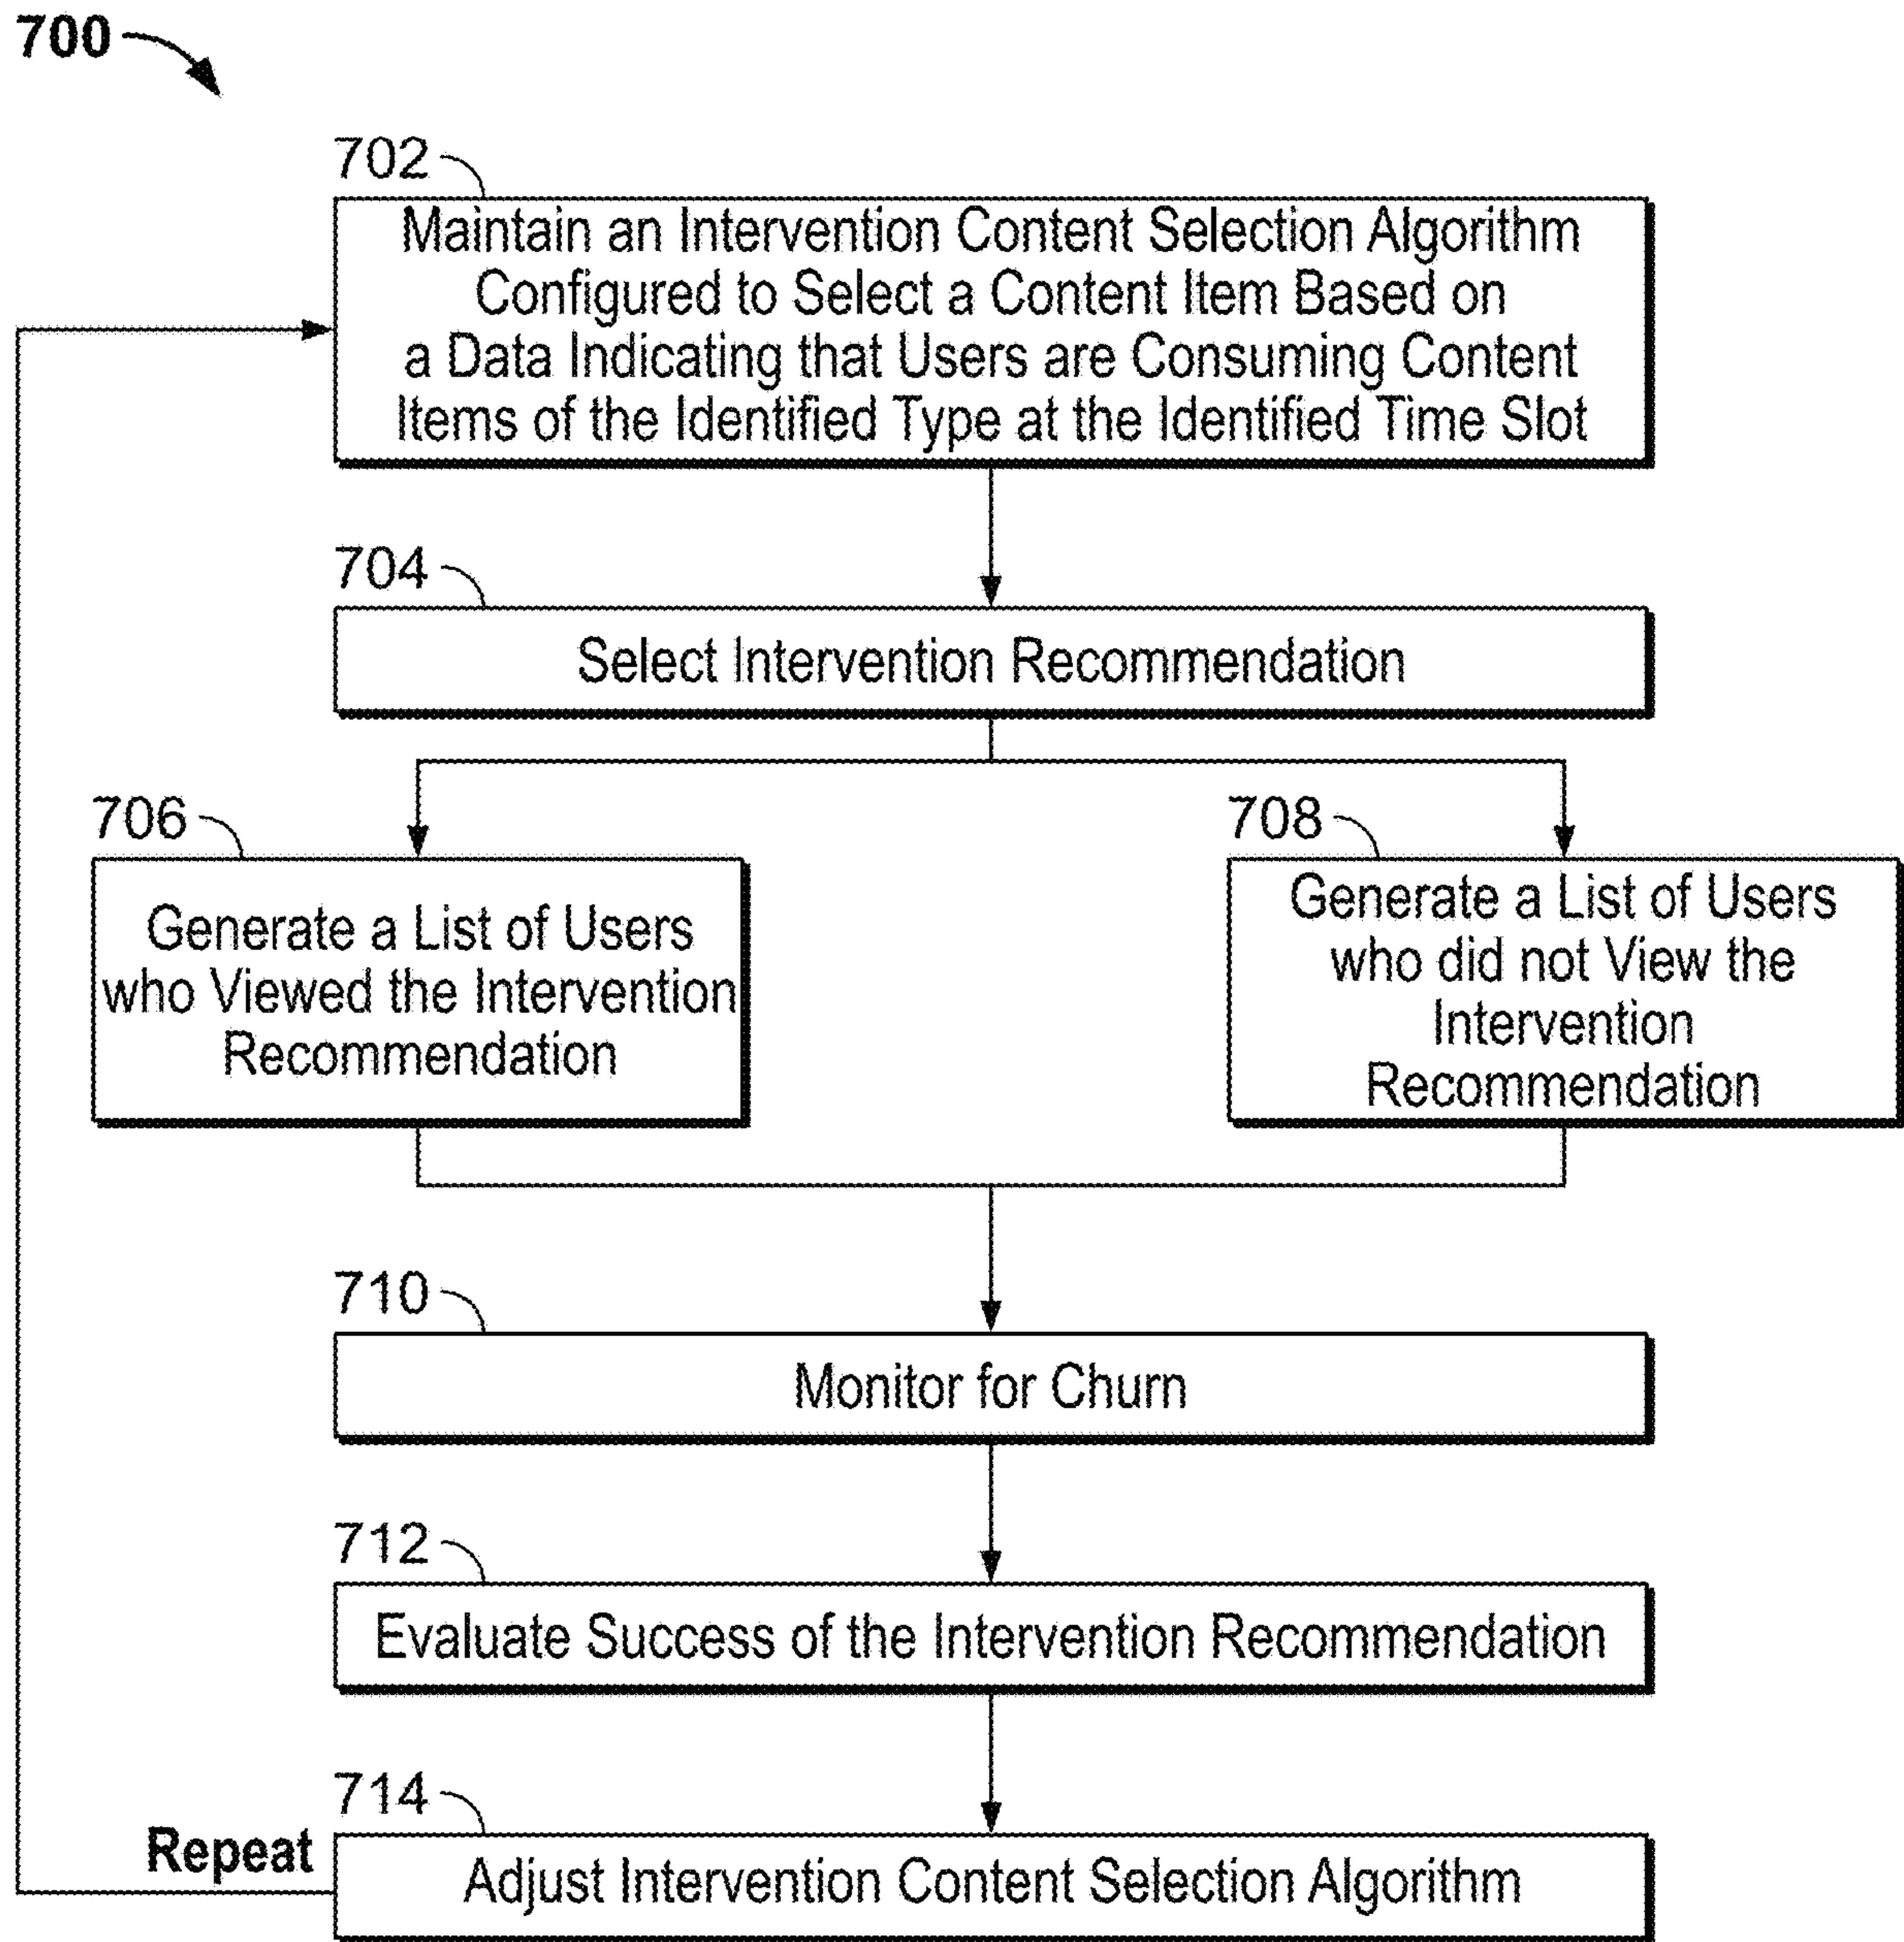 700
702
Maintain an Intervention Content Selection Algorithm
Configured to Select a Content Item Based on
a Data Indicating that Users are Consuming Content
Items of the Identified Type at the Identified Time Slot
704
Select Intervention Recommendation
706
Generate a List of Users
who Viewed the Intervention
Recommendation
708
Generate a List of Users
who did not View the
Intervention
Recommendation
710
Monitor for Churn
712
Evaluate Success of the Intervention Recommendation
714
Repeat
Adjust Intervention Content Selection Algorithm